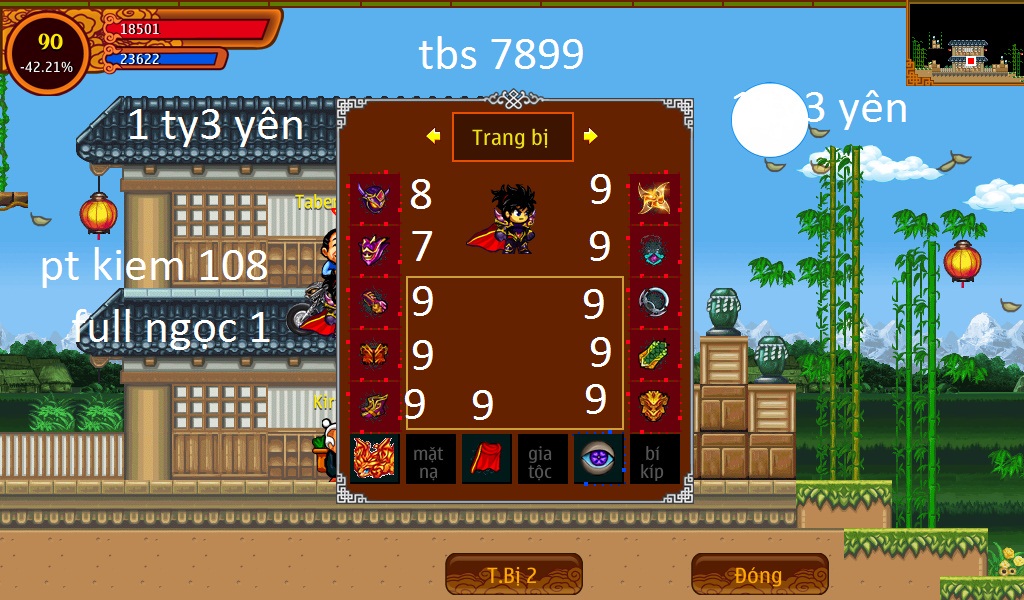 90
-42.21%
18501
23622
tbs 7899
1 ty3 yên
3 yên
Trang bị
8
9
7
9
pt kiem 108
9
9
full ngọc 1
9
9
9
9
9
mặt nạ
gia tộc
bí kíp
T.Bị 2
Đóng